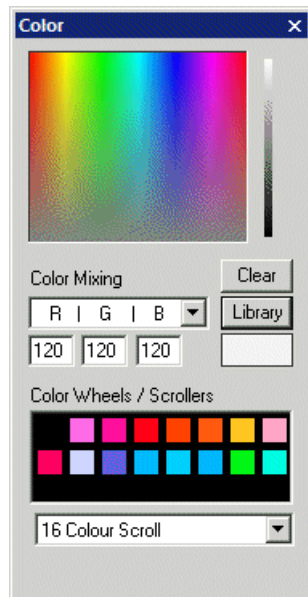 Color
Color Mixing
Clear
R | G | B
Library
120 120 120
Color Wheels / Scrollers
16 Colour Scroll